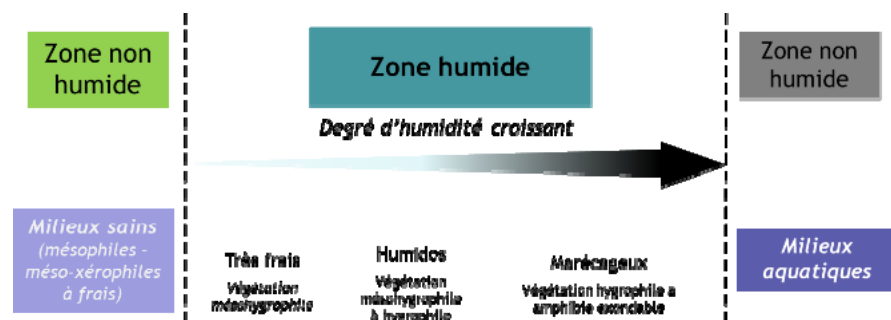 Zone non
humide
Zone humide
Zone non
humide
Degré d'humidité croissant
Milieux sains
(mésophiles -
méso-xérophiles
à frais)
Très frais
Végétation
mésohygrophile
Humides
Végétation
mésohygrophile
à hygrophile
Marécageux
Végétation hygrophile à
amphibie exondable
Milieux
aquatiques